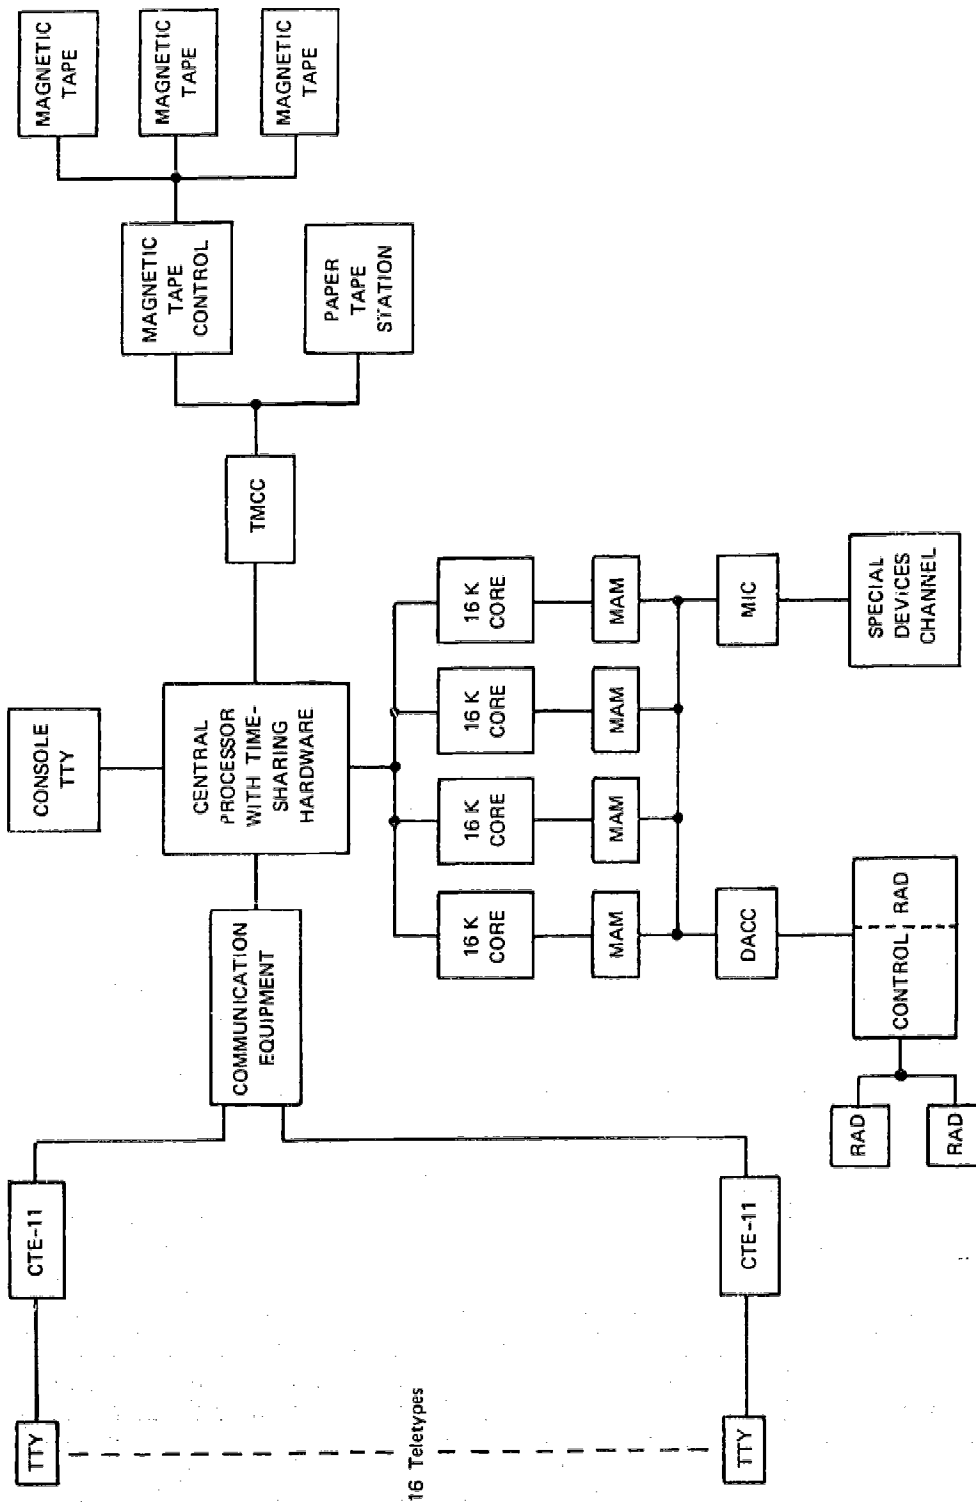 CONSOLE
TTY
MAGNETIC
TAPE
MAGNETIC
TAPE
MAGNETIC
TAPE
MAGNETIC
TAPE
CONTROL
PAPER
TAPE
STATION
TMCC
CENTRAL
PROCESSOR
WITH TIME-
SHARING
HARDWARE
COMMUNICATION
EQUIPMENT
CTE-11
TTY
16 Teletypes
CTE-11
TTY
16 K
CORE
16 K
CORE
16 K
CORE
16 K
CORE
MAM
MAM
MAM
MAM
DACC
MIC
CONTROL
RAD
RAD
RAD
SPECIAL
DEVICES
CHANNEL